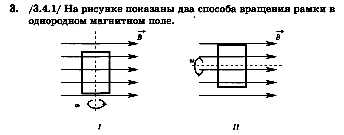 3. /3.4.1/ На рисунке показаны два способа вращения рамки в
однородном магнитном поле.
B B
ω
ω
I II